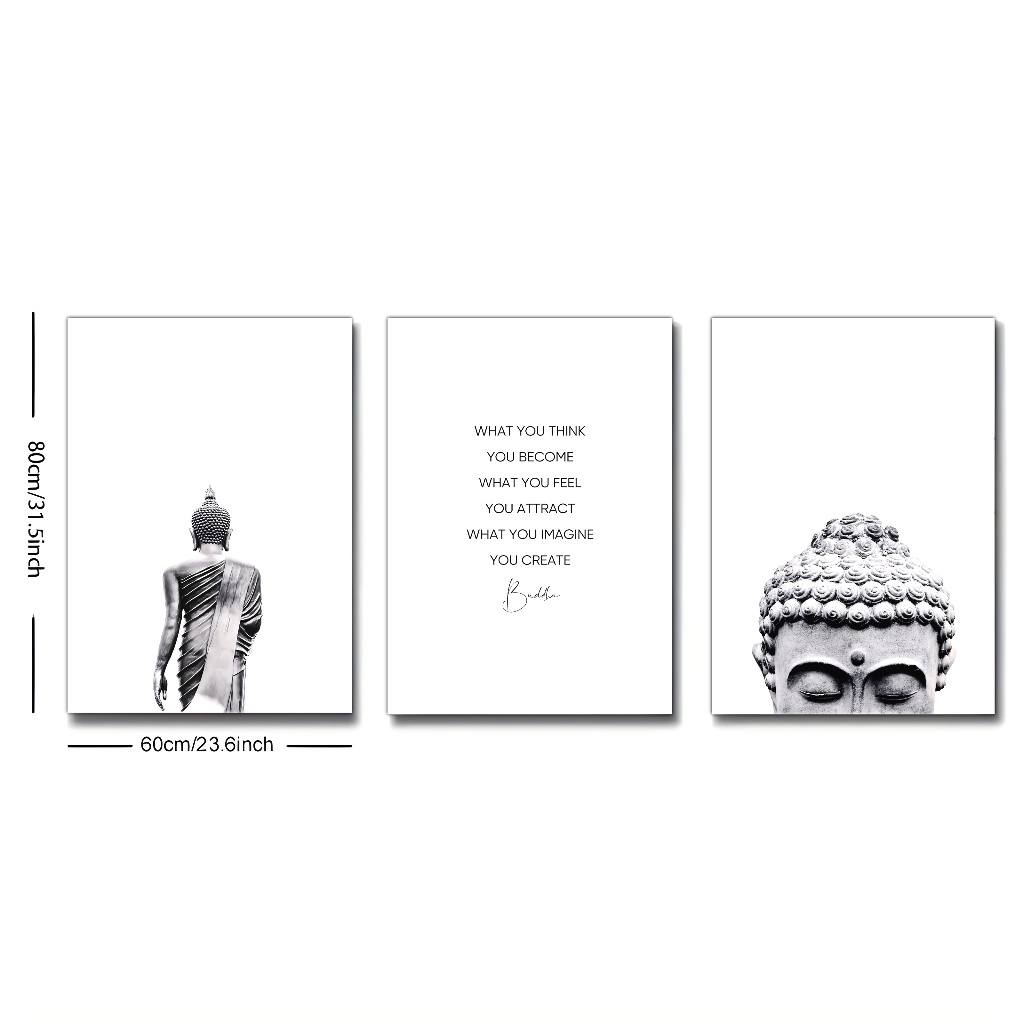 80cm/31.5inch
WHAT YOU THINK
YOU BECOME
WHAT YOU FEEL
YOU ATTRACT
WHAT YOU IMAGINE
YOU CREATE
Buddha
60cm/23.6inch